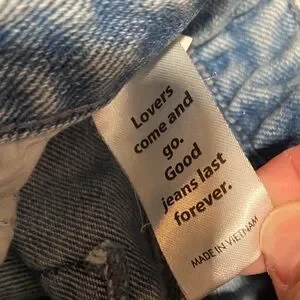 Lovers
come and
go.
Good
jeans last
forever.
MADE IN VIETNAM